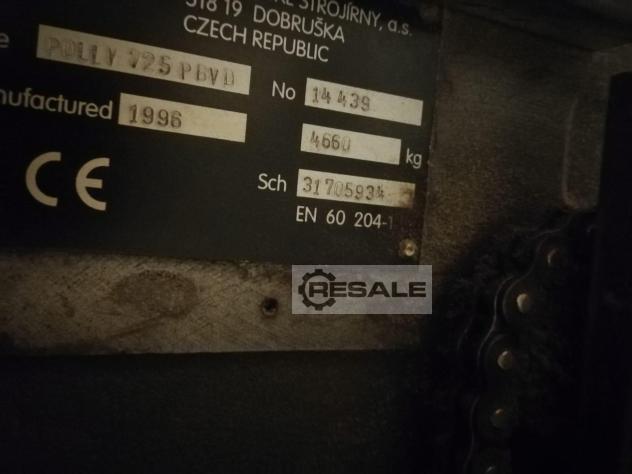 STROJÍRNY, a.s.
518 19 DOBRUŠKA
CZECH REPUBLIC
POLLY 725 PBVD
No 14439
nufactured 1996
4660 kg
Sch 31705934
EN 60 204-1
CE
RESALE